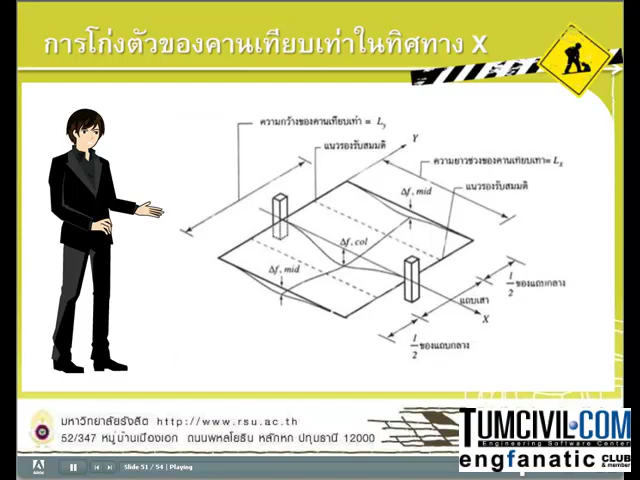 การโก่งตัวของคานเทียบเท่าในทิศทาง X
ความกว้างของคานเทียบเท่า = Ly
แนวรองรับสมมติ
Y
ความยาวช่วงของคานเทียบเท่า= Lx
แนวรองรับสมมติ
Δf, mid
Δf, col
Δf, mid
l/2 ของแถบกลาง
แถบเสา
X
l/2 ของแถบกลาง
มหาวิทยาลัยรังสิต http://www.rsu.ac.th
52/347 หมู่บ้านเมืองเอก ถนนพหลโยธิน หลักหก ปทุมธานี 12000
TUMCIVIL.COM
Engineering Software Center
engfanatic CLUB
& member
Adobe
Slide 51 / 54 | Playing